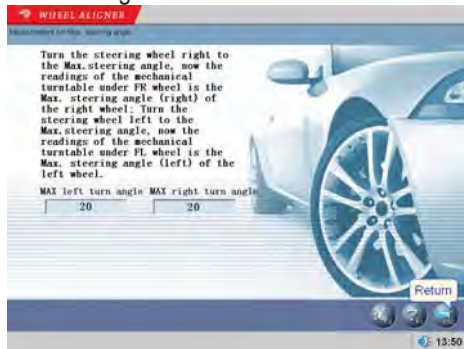 WHEEL ALIGNER
Turn the steering wheel right to
the Max.steering angle, now the
readings of the mechanical
turntable under FR wheel is the
Max. steering angle (right) of
the right wheel; Turn the
steering wheel left to the
Max.steering angle, now the
readings of the mechanical
turntable under FL wheel is the
Max. steering angle (left) of the
left wheel.
MAX left turn angle MAX right turn angle
20 20
Return
13:50